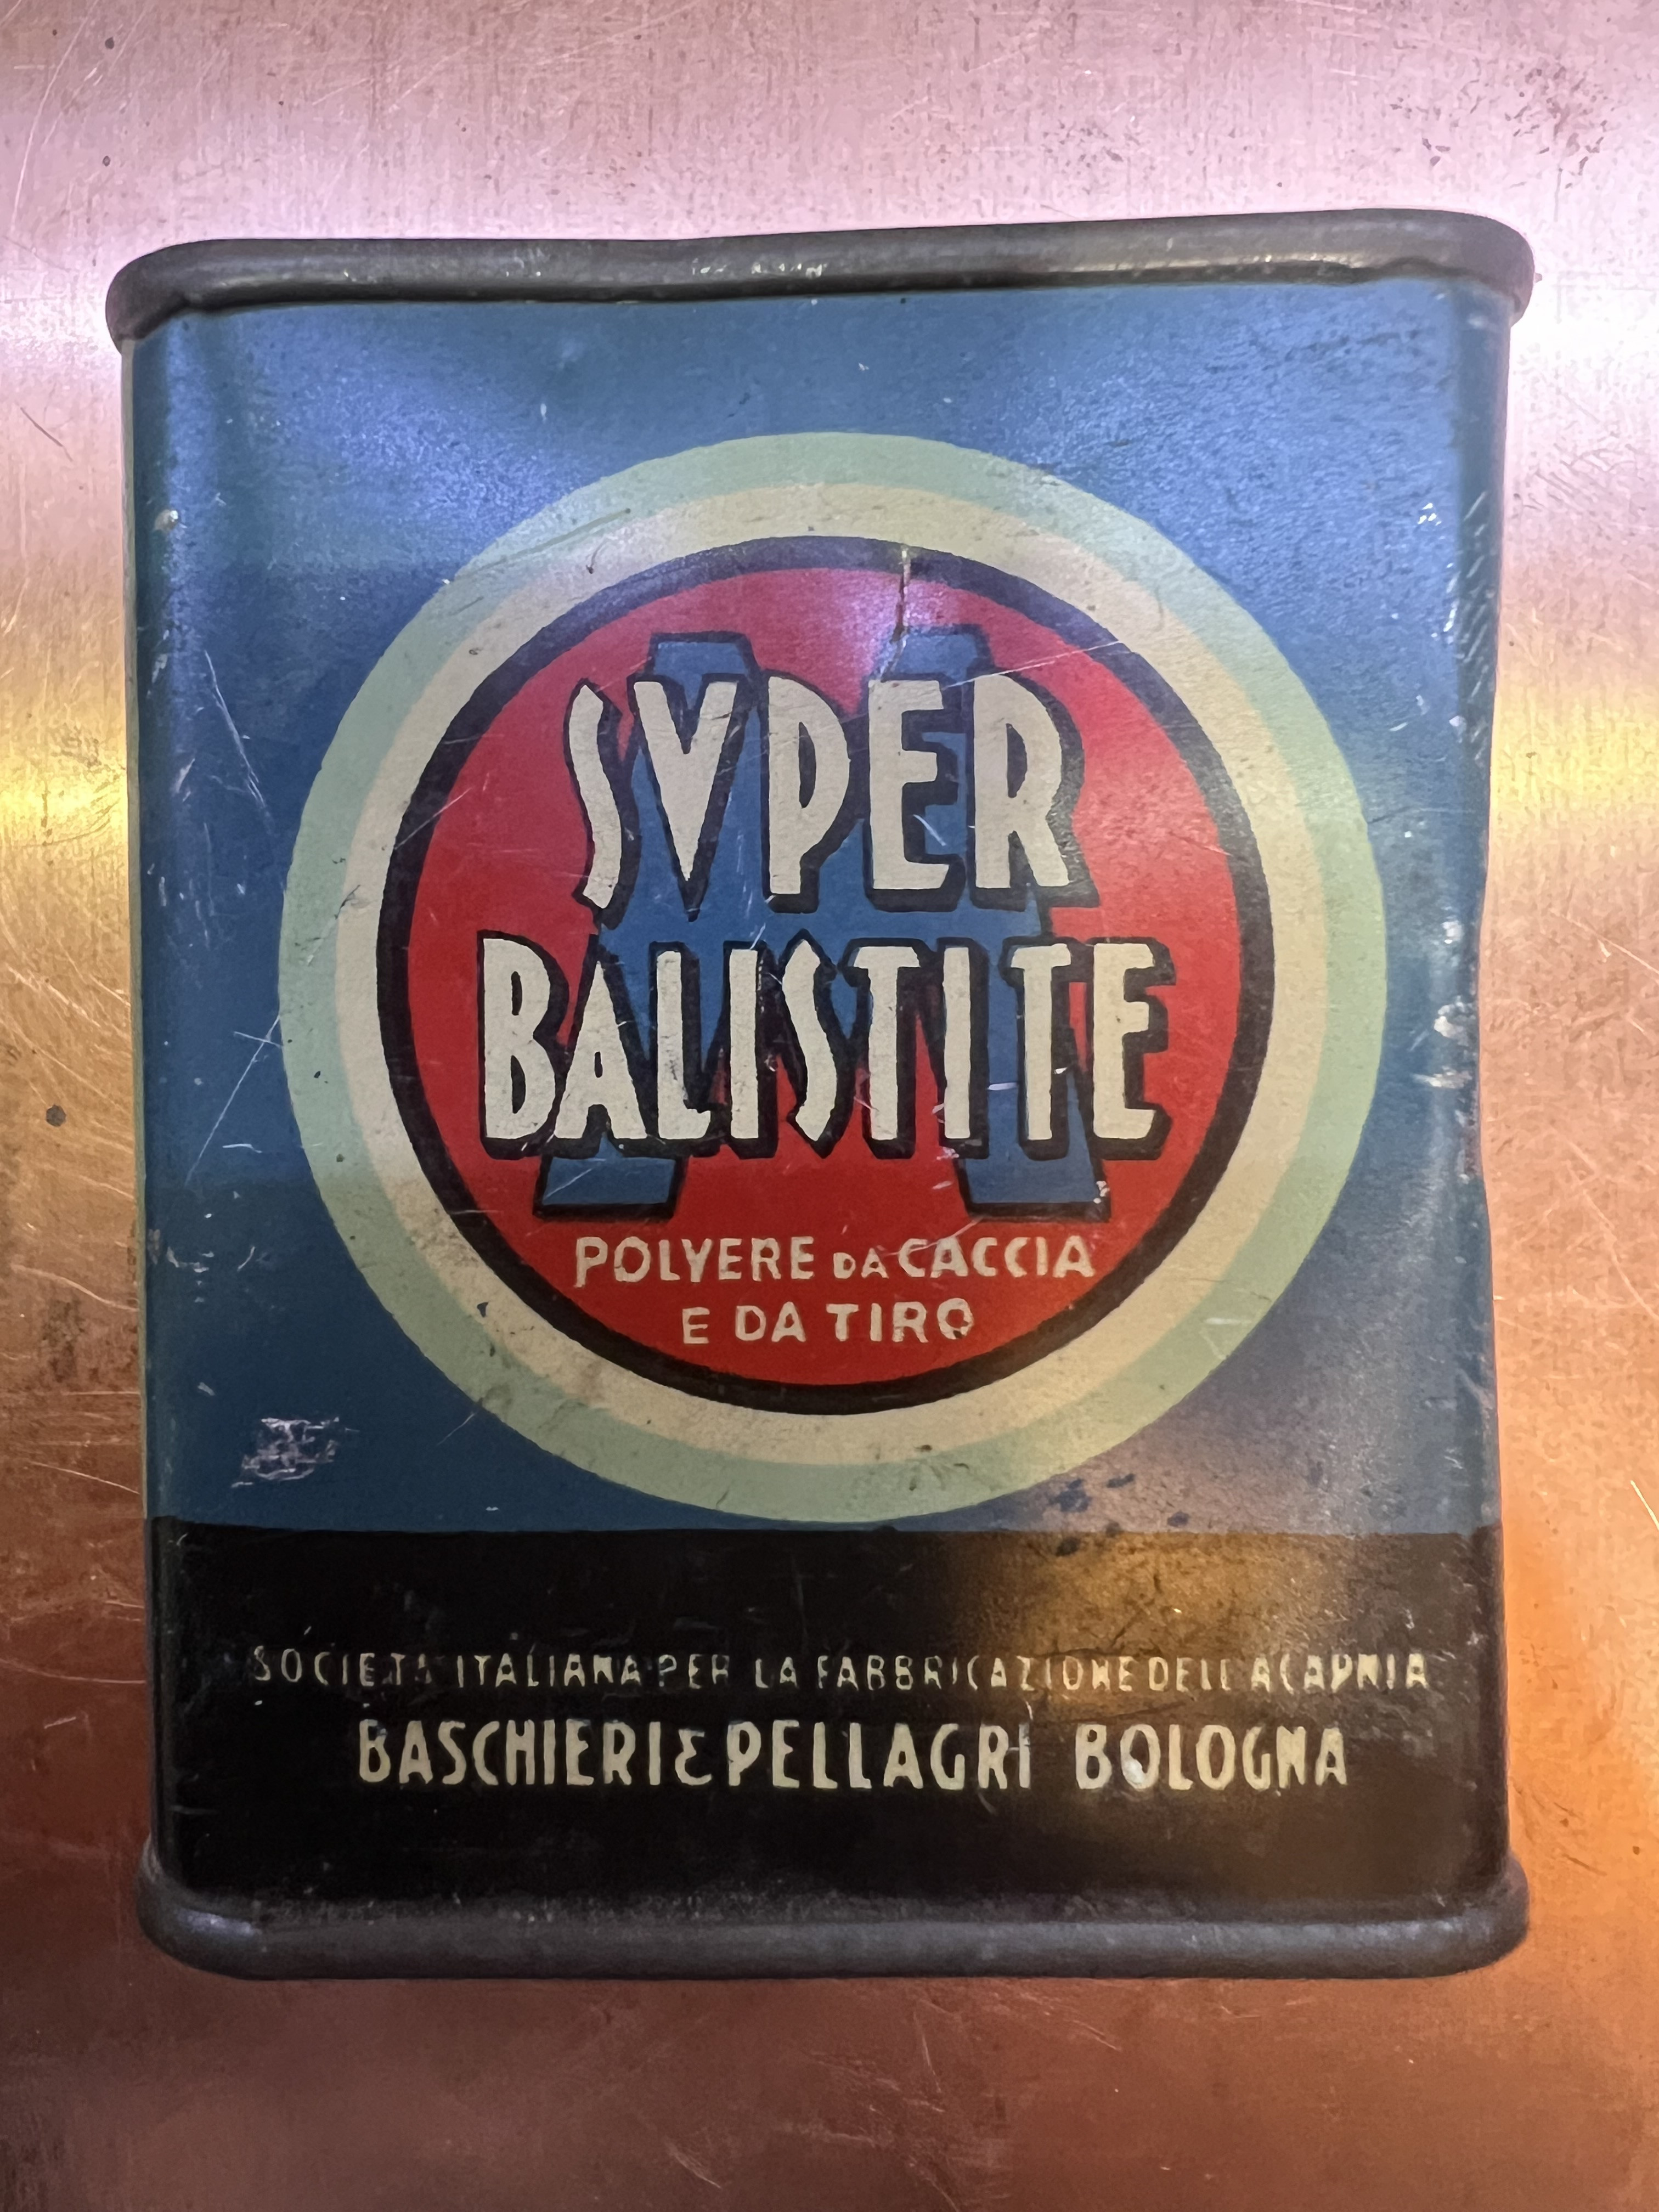 A
SVPER
BALISTITE
POLVERE DA CACCIA
E DA TIRO
SOCIETÀ ITALIANA PER LA FABBRICAZIONE DELL'ACAPNIA
BASCHIERI & PELLAGRI BOLOGNA